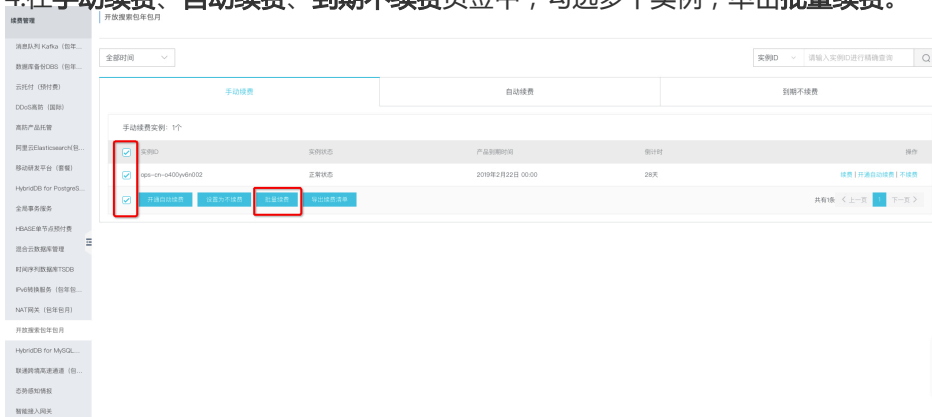 4.在手动续费、自动续费、到期不续费页签中，勾选多个实例，单击批量续费。
续费管理
开放搜索包年包月
消息队列 Kafka（包年...
数据库备份DBS（包年...
云托付（预付费）
DDoS高防（国际）
高防产品托管
阿里云Elasticsearch(包...
移动研发平台（套餐）
HybridDB for PostgreS...
全局事务服务
HBASE单节点预付费
混合云数据库管理
时间序列数据库TSDB
IPv6转换服务（包年包...
NAT网关（包年包月）
开放搜索包年包月
HybridDB for MySQL...
联通跨境高速通道（包...
态势感知情报
智能接入网关
全部时间
实例ID 请输入实例ID进行精确查询
手动续费 自动续费 到期不续费
手动续费实例: 1个
实例ID 实例状态 产品到期时间 倒计时 操作
ops-cn-o400yv6n002 正常状态 2019年2月22日 00:00 28天 续费 | 开通自动续费 | 不续费
开通自动续费 设置为不续费 批量续费 导出续费清单 共有1条 < 上一页 1 下一页 >